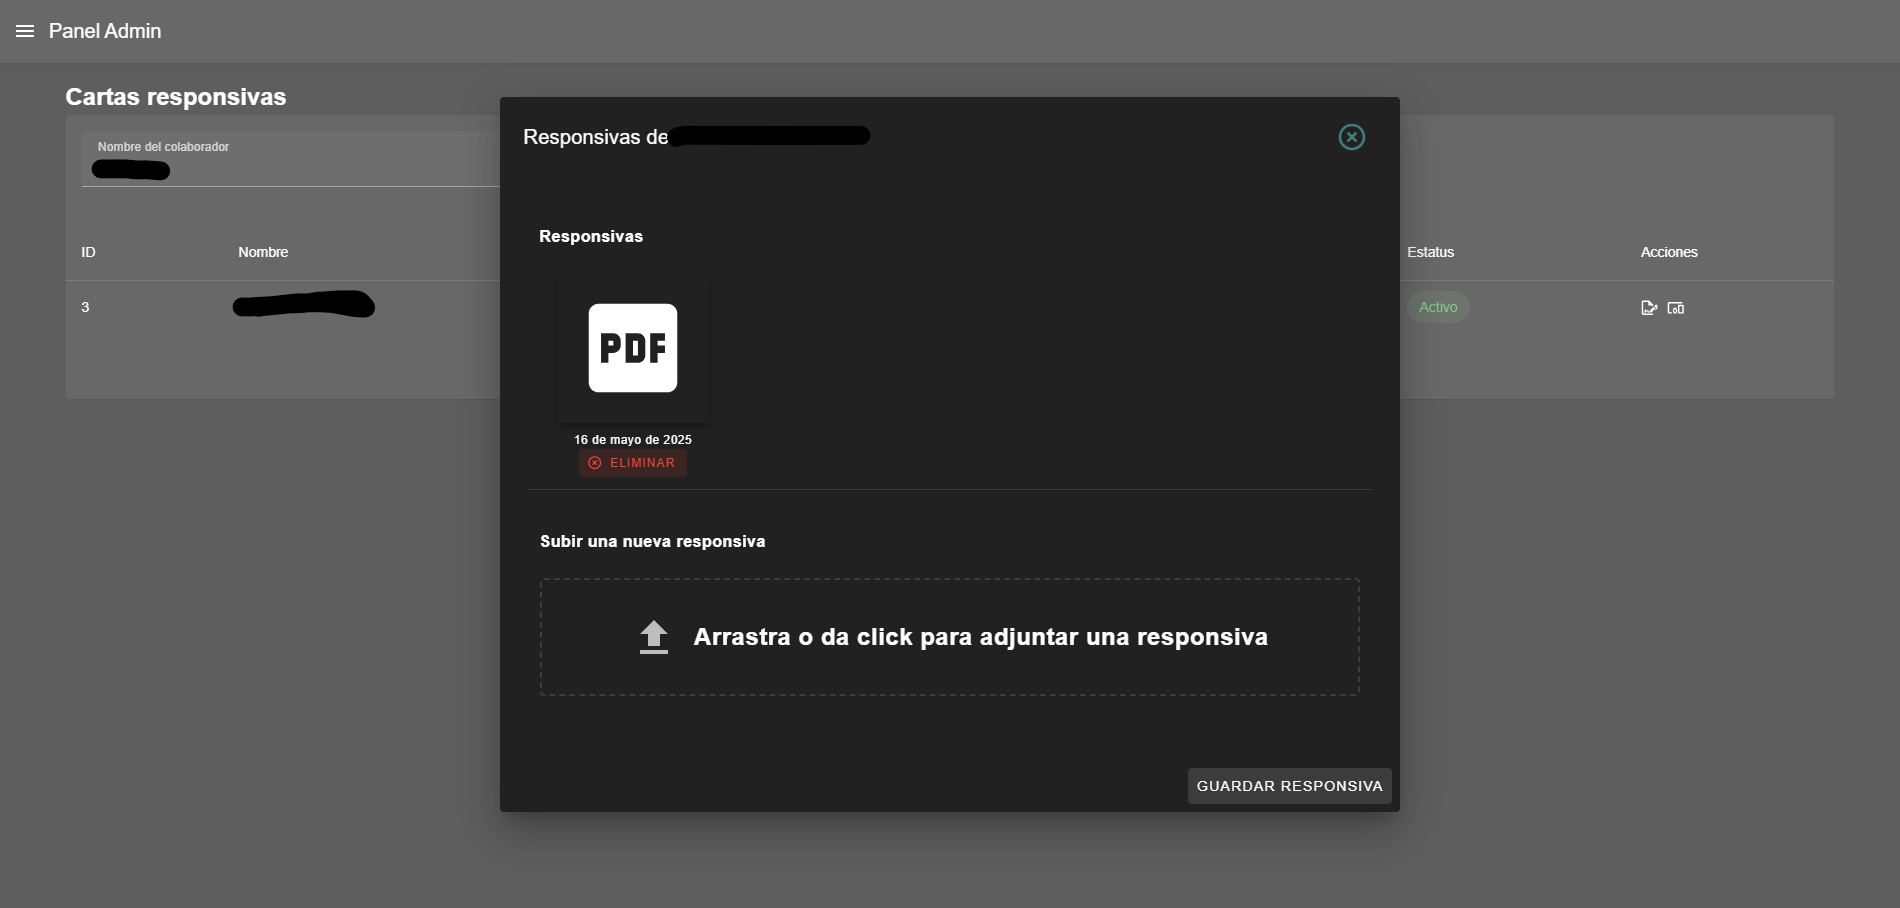 Panel Admin
Cartas responsivas
Nombre del colaborador
ID Nombre Estatus Acciones
3 Activo
Responsivas de
Responsivas
PDF
16 de mayo de 2025
ELIMINAR
Subir una nueva responsiva
Arrastra o da click para adjuntar una responsiva
GUARDAR RESPONSIVA